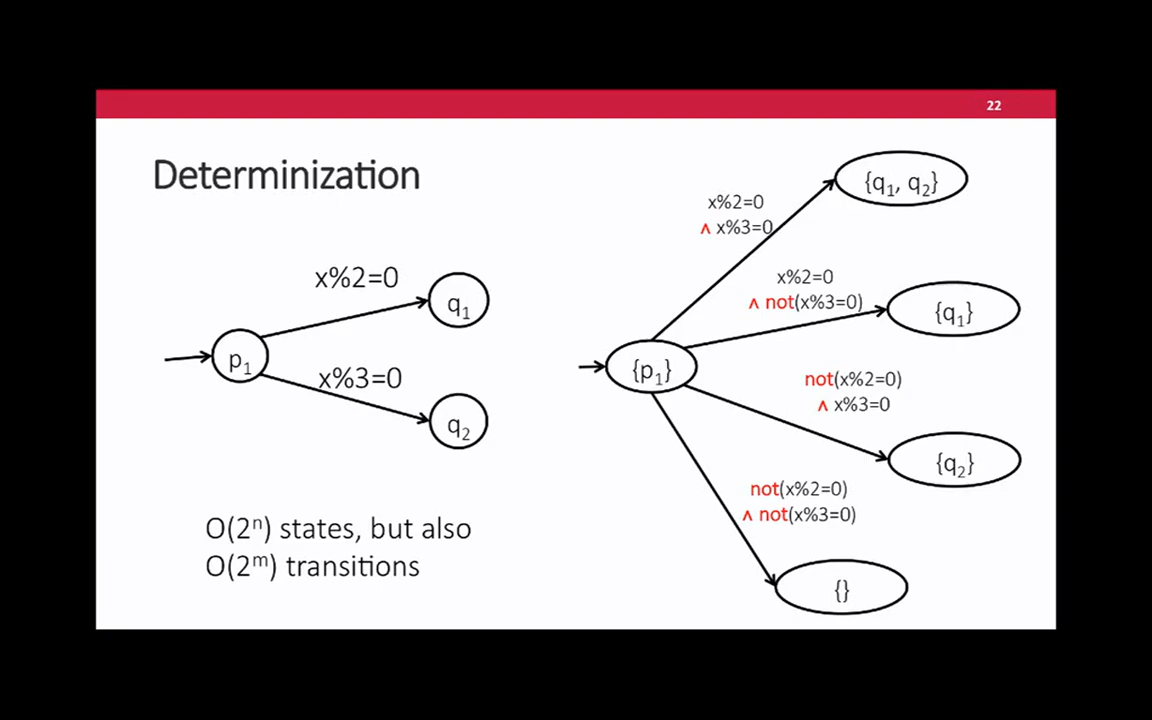 22
Determinization
x%2=0
x%3=0
p₁
q₁
q₂
O(2ⁿ) states, but also
O(2ᵐ) transitions
{p₁}
x%2=0
∧ x%3=0
{q₁, q₂}
x%2=0
∧ not(x%3=0)
{q₁}
not(x%2=0)
∧ x%3=0
{q₂}
not(x%2=0)
∧ not(x%3=0)
{}